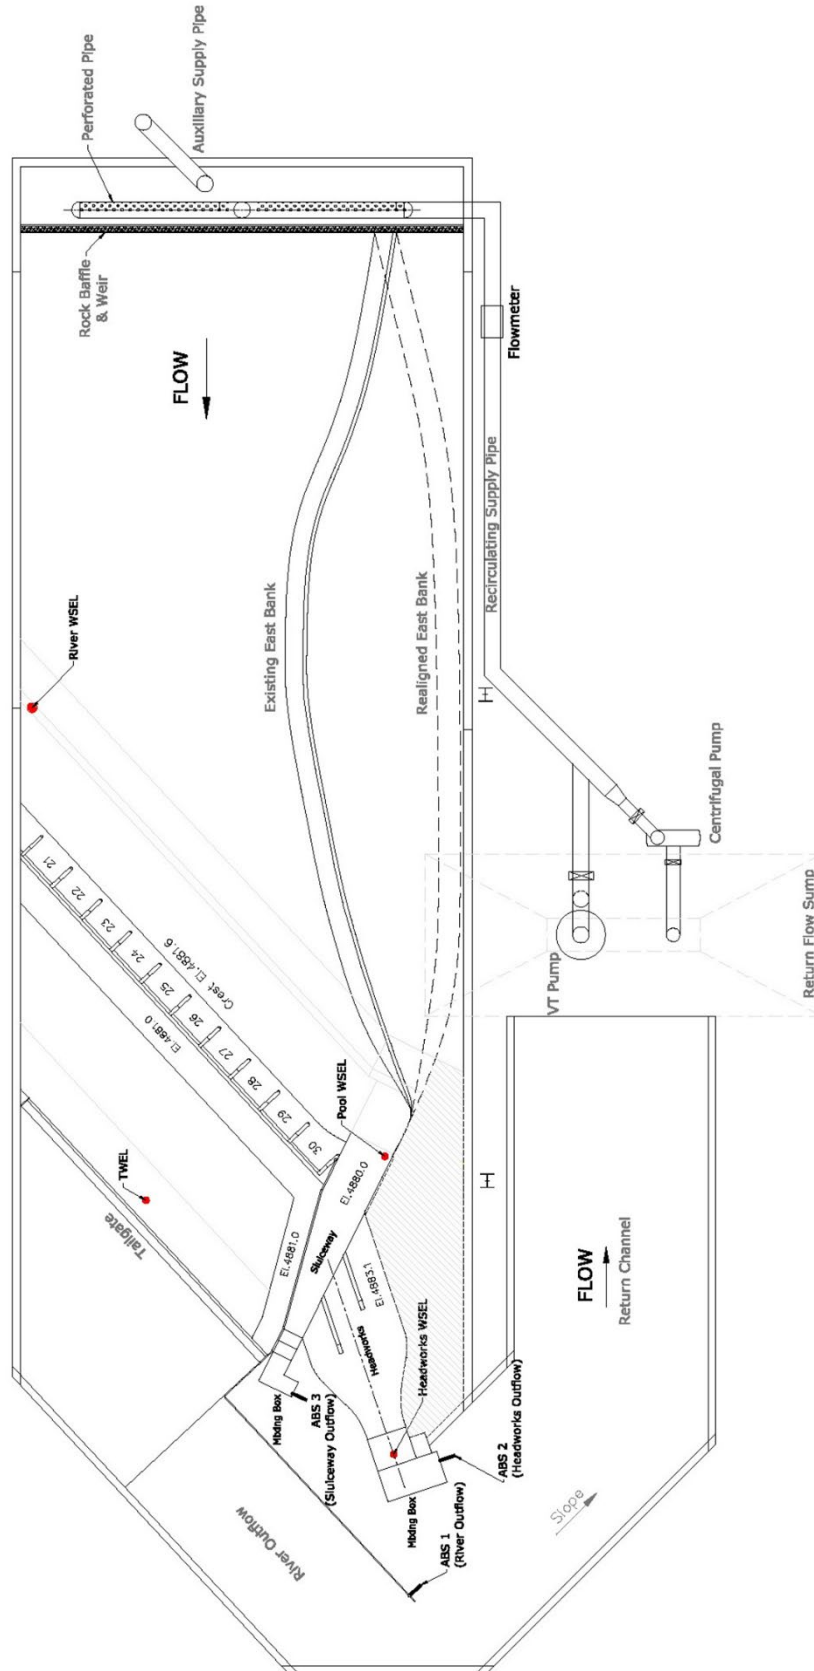 Perforated Pipe
Auxiliary Supply Pipe
Rock Baffle
& Weir
FLOW
Flowmeter
Recirculating Supply Pipe
River WSEL
Existing East Bank
Realigned East Bank
Centrifugal Pump
VT Pump
Return Flow Sump
21
22
23
24
25
26
27
28
29
30
Crest El.4881.6
El.4881.0
Pool WSEL
TWEL
Tailgate
El.4880.0
El.4881.0
Sluiceway
El.4883.1
Headworks
Headworks WSEL
FLOW
Return Channel
Mixing Box
ABS 3
(Sluiceway Outflow)
ABS 2
(Headworks Outflow)
Mixing Box
ABS 1
(River Outflow)
River Outflow
Slope